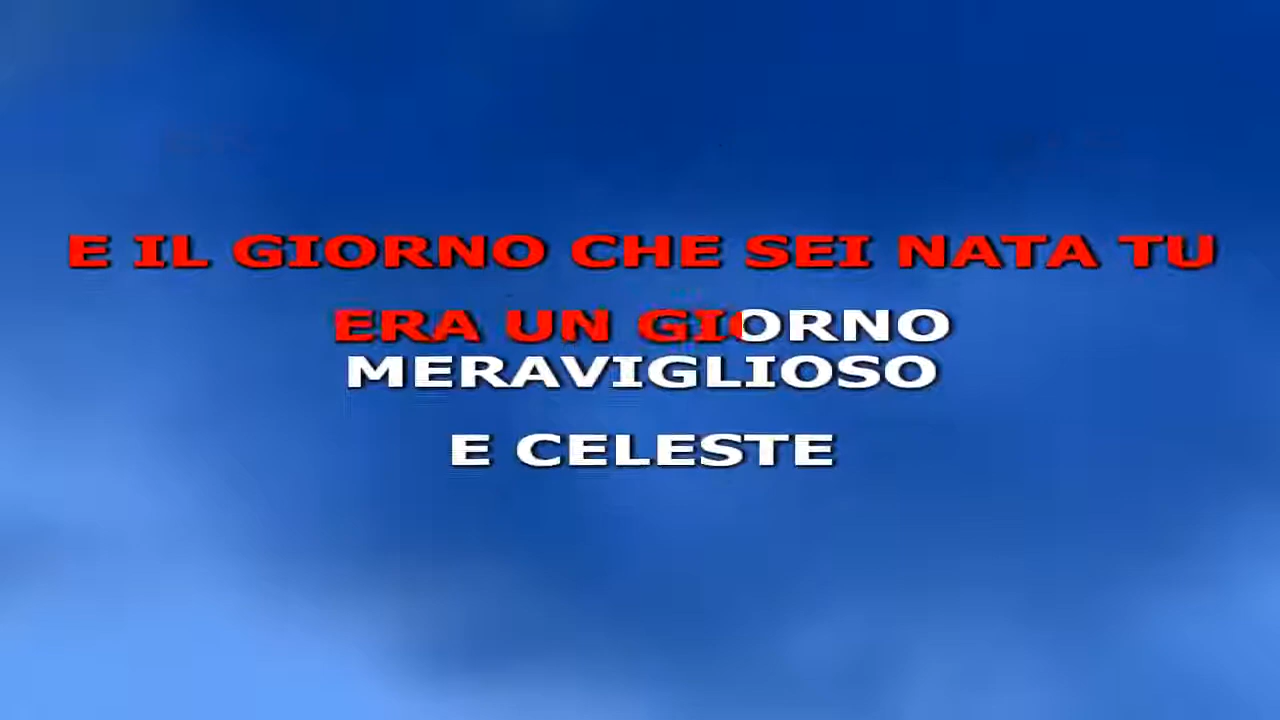 E IL GIORNO CHE SEI NATA TU
ERA UN GIORNO
MERAVIGLIOSO
E CELESTE